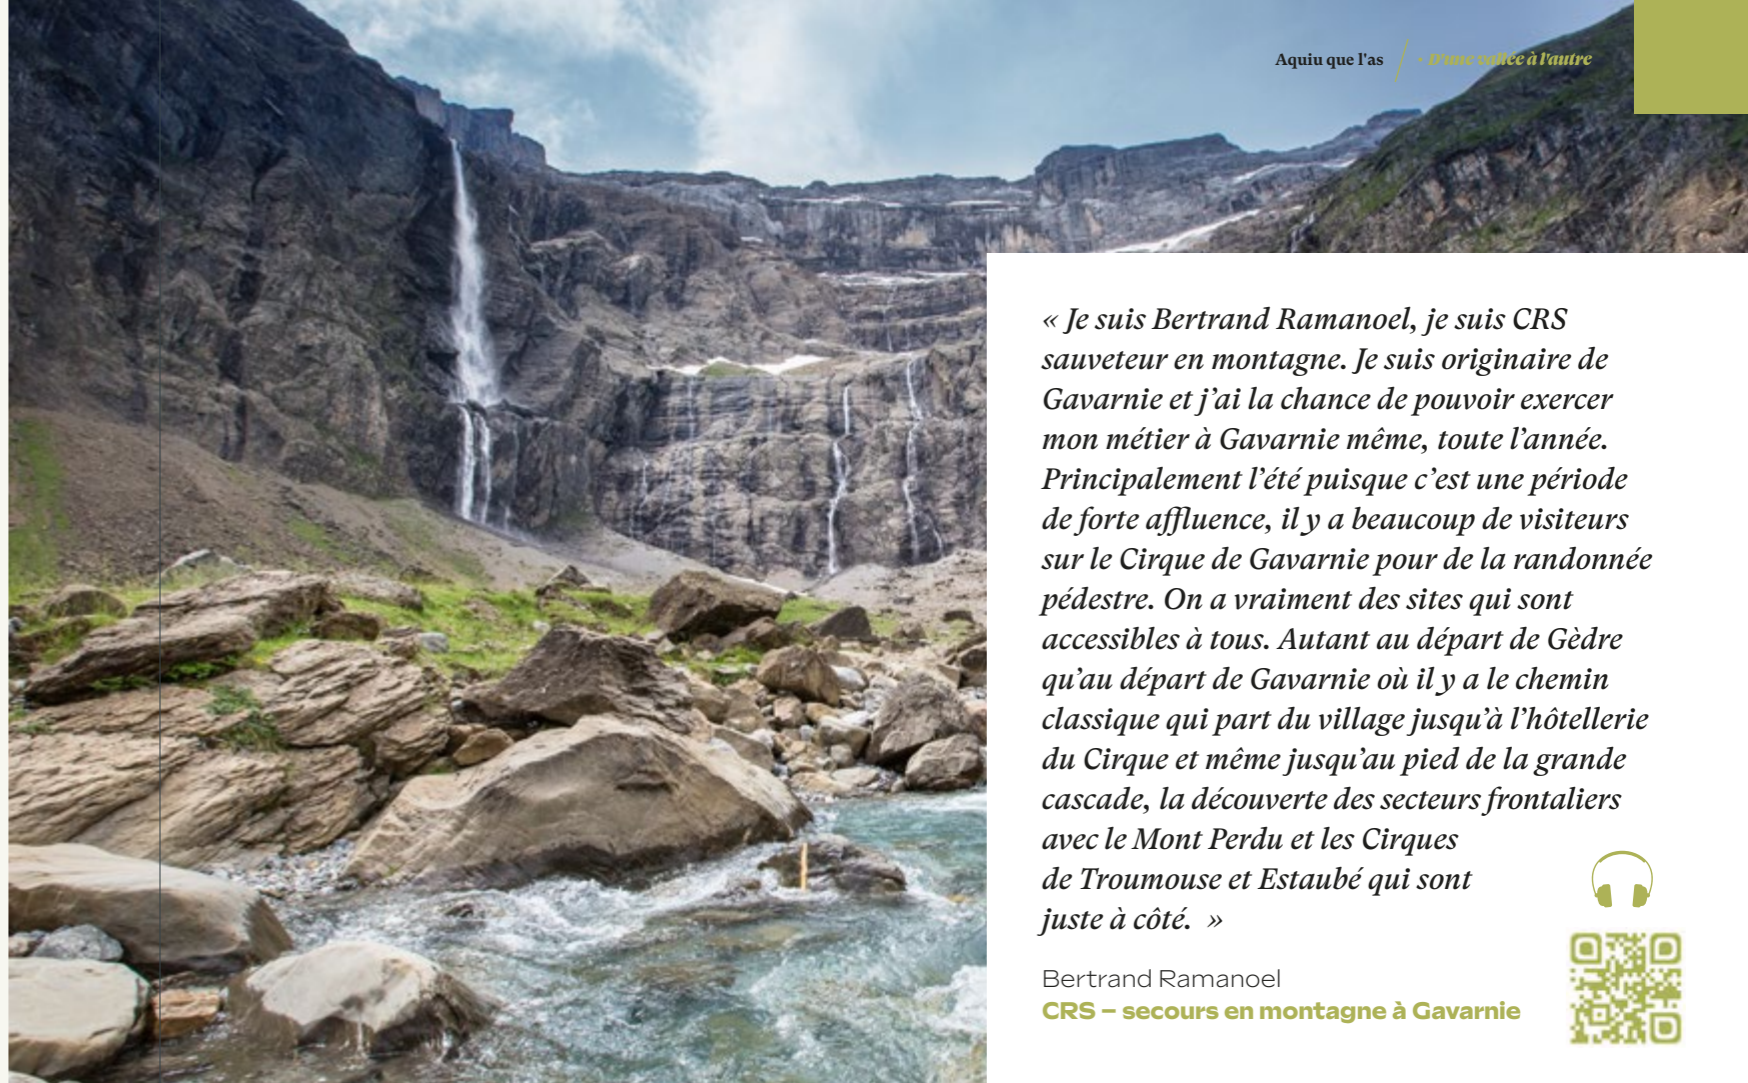 Aquiu que l'as / • D'une vallée à l'autre
« Je suis Bertrand Ramanoel, je suis CRS
sauveteur en montagne. Je suis originaire de
Gavarnie et j’ai la chance de pouvoir exercer
mon métier à Gavarnie même, toute l’année.
Principalement l’été puisque c’est une période
de forte affluence, il y a beaucoup de visiteurs
sur le Cirque de Gavarnie pour de la randonnée
pédestre. On a vraiment des sites qui sont
accessibles à tous. Autant au départ de Gèdre
qu’au départ de Gavarnie où il y a le chemin
classique qui part du village jusqu’à l’hôtellerie
du Cirque et même jusqu’au pied de la grande
cascade, la découverte des secteurs frontaliers
avec le Mont Perdu et les Cirques
de Troumouse et Estaubé qui sont
juste à côté. »
Bertrand Ramanoel
CRS – secours en montagne à Gavarnie